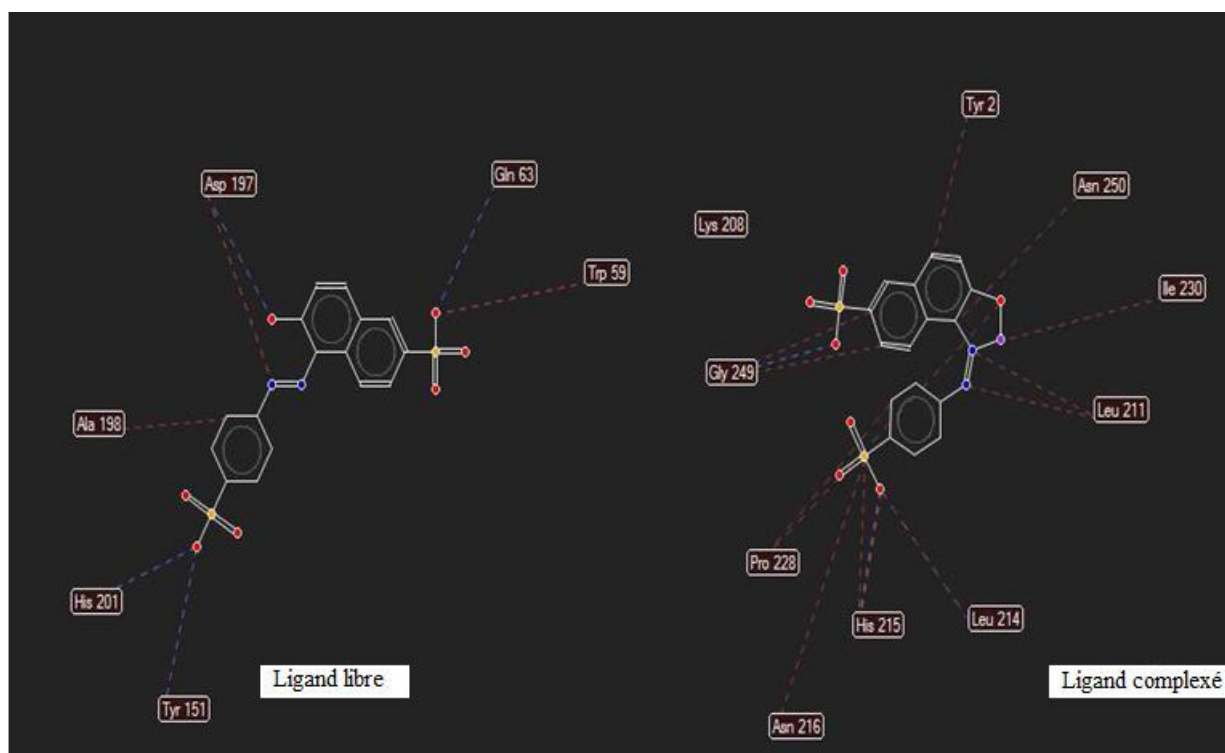 Tyr 2
Gln 63
Asp 197
Asn 250
Lys 208
Trp 59
Ile 230
Gly 249
Leu 211
Ala 198
Pro 228
His 201
His 215
Leu 214
Ligand libre
Ligand complexé
Tyr 151
Asn 216